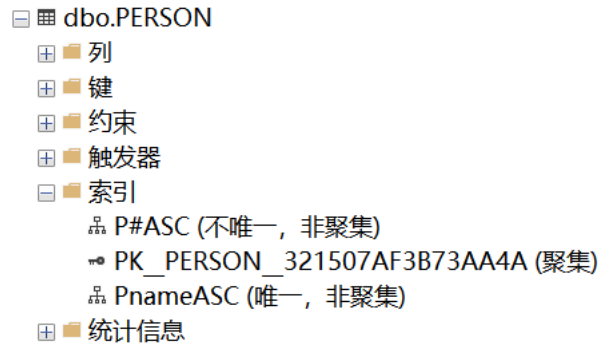 dbo.PERSON
列
键
约束
触发器
索引
P#ASC (不唯一，非聚集)
PK__PERSON__321507AF3B73AA4A (聚集)
PnameASC (唯一，非聚集)
统计信息